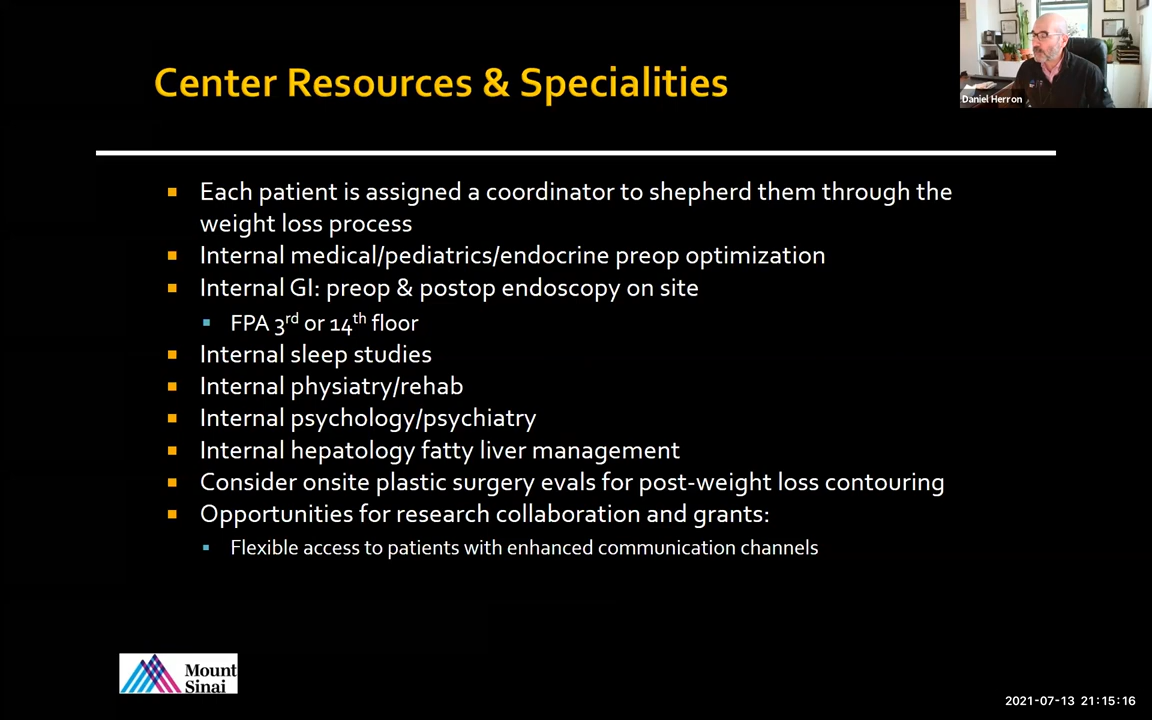 Center Resources & Specialities
Daniel Herron
Each patient is assigned a coordinator to shepherd them through the
weight loss process
Internal medical/pediatrics/endocrine preop optimization
Internal GI: preop & postop endoscopy on site
FPA 3rd or 14th floor
Internal sleep studies
Internal physiatry/rehab
Internal psychology/psychiatry
Internal hepatology fatty liver management
Consider onsite plastic surgery evals for post-weight loss contouring
Opportunities for research collaboration and grants:
Flexible access to patients with enhanced communication channels
Mount
Sinai
2021-07-13 21:15:16